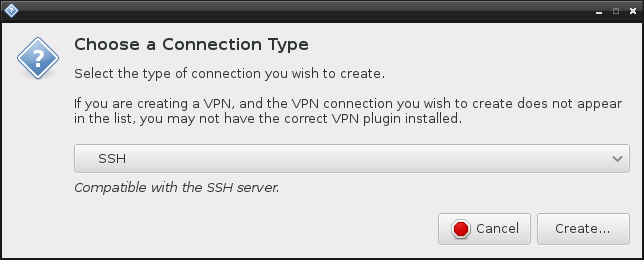 Choose a Connection Type
Select the type of connection you wish to create.
If you are creating a VPN, and the VPN connection you wish to create does not appear
in the list, you may not have the correct VPN plugin installed.
SSH
Compatible with the SSH server.
Cancel
Create...